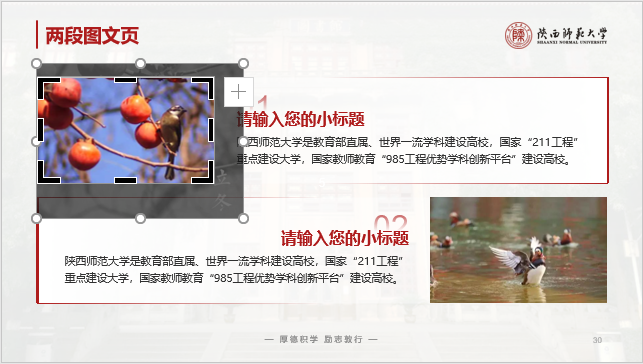 两段图文页
陕西师范大学
SHAANXI NORMAL UNIVERSITY
1
请输入您的小标题
西师范大学是教育部直属、世界一流学科建设高校，国家“211工程”
重点建设大学，国家教师教育“985工程优势学科创新平台”建设高校。
02
请输入您的小标题
陕西师范大学是教育部直属、世界一流学科建设高校，国家“211工程”
重点建设大学，国家教师教育“985工程优势学科创新平台”建设高校。
— 厚德积学 励志敦行 —
30